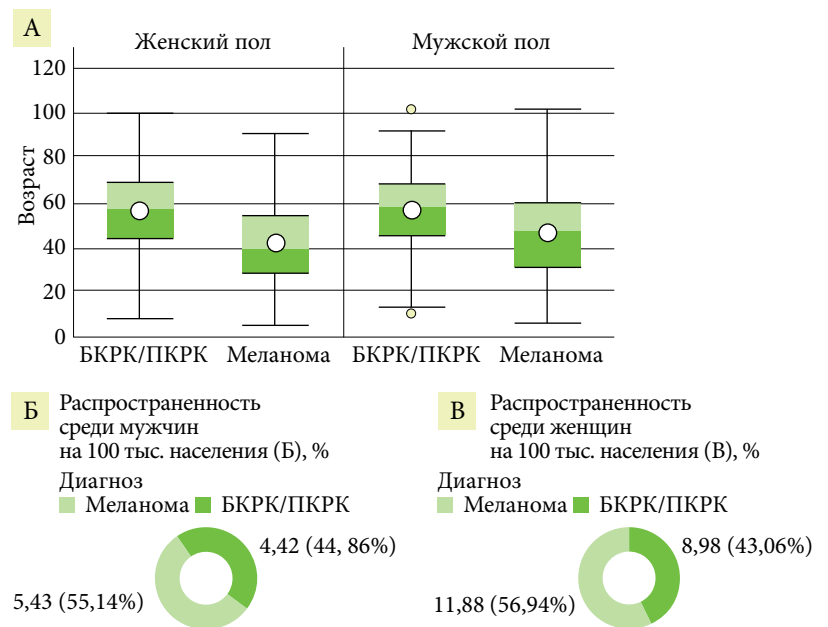 А
Женский пол
Мужской пол
Возраст
120
100
80
60
40
20
0
БКРК/ПКРК
Меланома
БКРК/ПКРК
Меланома
Б
Распространенность
среди мужчин
на 100 тыс. населения (Б), %
Диагноз
Меланома
БКРК/ПКРК
4,42 (44, 86%)
5,43 (55,14%)
В
Распространенность
среди женщин
на 100 тыс. населения (В), %
Диагноз
Меланома
БКРК/ПКРК
8,98 (43,06%)
11,88 (56,94%)